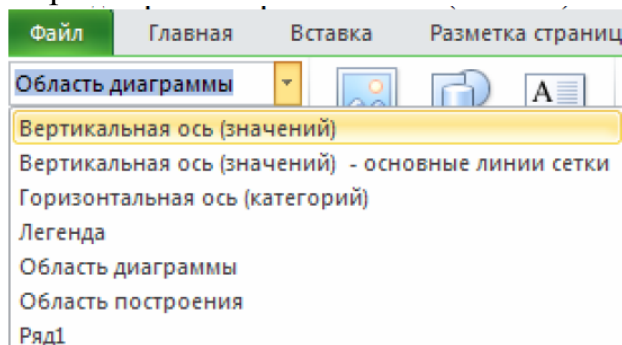 Файл Главная Вставка Разметка страниц
Область диаграммы A
Вертикальная ось (значений)
Вертикальная ось (значений) - основные линии сетки
Горизонтальная ось (категорий)
Легенда
Область диаграммы
Область построения
Ряд1